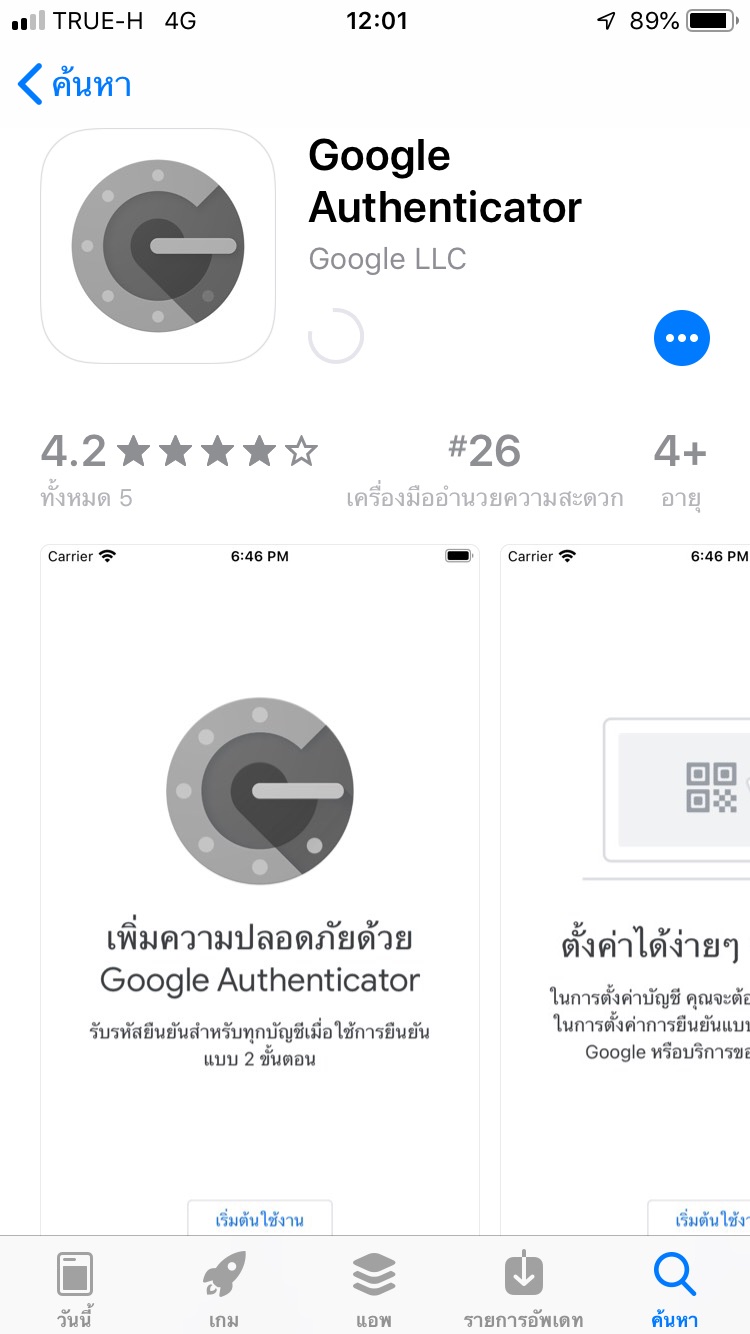 TRUE-H 4G 12:01 89%
ค้นหา
Google
Authenticator
Google LLC
4.2 #26 4+
ทั้งหมด 5 เครื่องมืออำนวยความสะดวก อายุ
Carrier 6:46 PM Carrier 6:46 PM
เพิ่มความปลอดภัยด้วย
Google Authenticator
รับรหัสยืนยันสำหรับทุกบัญชีเมื่อใช้การยืนยัน
แบบ 2 ขั้นตอน
เริ่มต้นใช้งาน
ตั้งค่าได้ง่ายๆ
ในการตั้งค่าบัญชี คุณจะต้อ
ในการตั้งค่าการยืนยันแบบ
Google หรือบริการขอ
เริ่มต้นใช้งา
วันนี้ เกม แอพ รายการอัพเดท ค้นหา